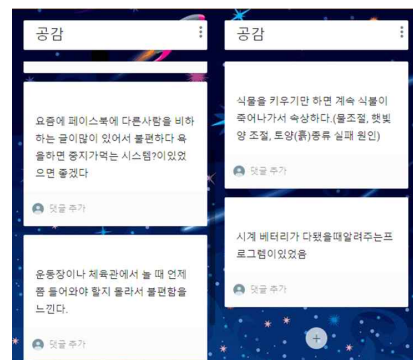 공감
요즘에 페이스북에 다른사람을 비하
하는 글이많이 있어서 불편하다 욕
을하면 중지가먹는 시스템?이있었
으면 좋겠다
댓글 추가
운동장이나 체육관에서 놀 때 언제
쯤 들어와야 할지 몰라서 불편함을
느낀다.
댓글 추가
공감
식물을 키우기만 하면 계속 식물이
죽어나가서 속상하다.(물조절, 햇빛
양 조절, 토양(흙)종류 실패 원인)
댓글 추가
시계 베터리가 다됐을때알려주는프
로그램이있었음
댓글 추가